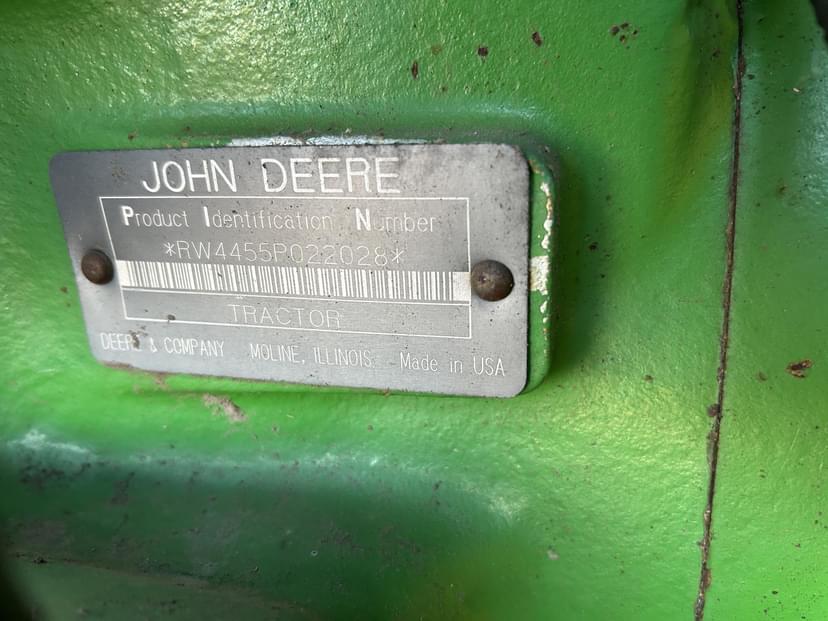 JOHN DEERE
Product Identification Number
*RW4455P022028*
TRACTOR
DEERE & COMPANY MOLINE, ILLINOIS Made in USA